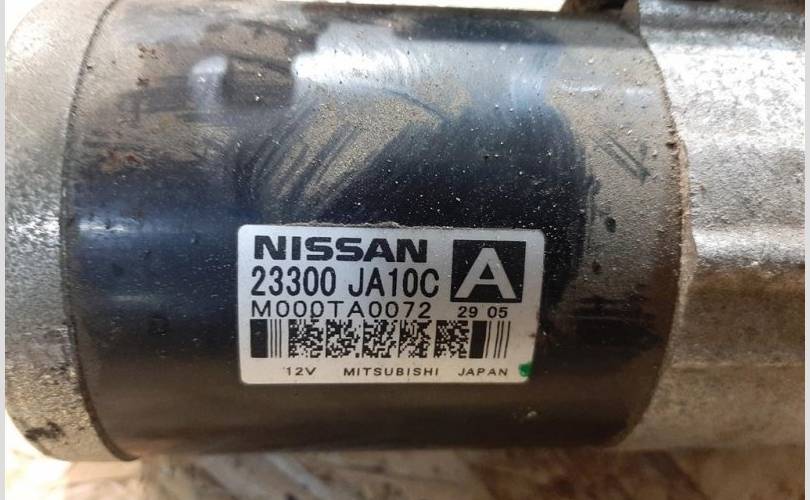 NISSAN
23300 JA10C A
M000TA0072 29 05
12V MITSUBISHI JAPAN